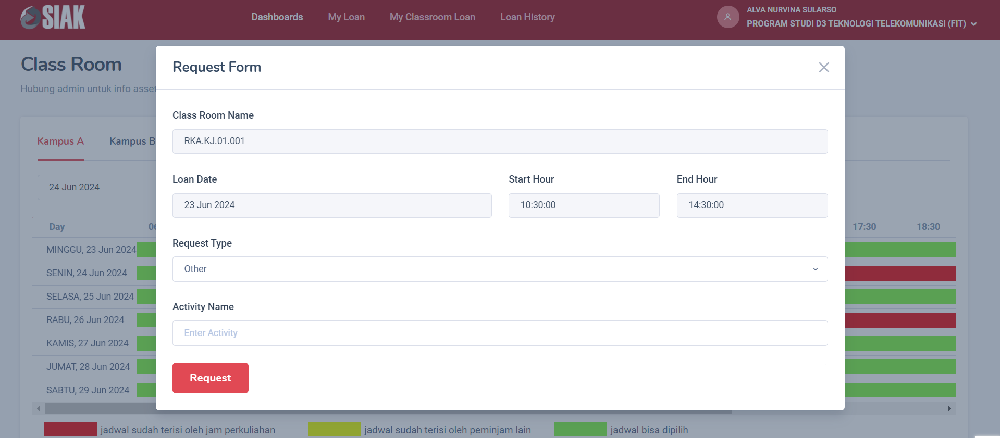 SIAK
Dashboards
My Loan
My Classroom Loan
Loan History
ALVA NURVINA SULARSO
PROGRAM STUDI D3 TEKNOLOGI TELEKOMUNIKASI (FIT)
Class Room
Hubung admin untuk info asset
Request Form
Class Room Name
RKA.KJ.01.001
Kampus A
Kampus B
24 Jun 2024
Loan Date
Start Hour
End Hour
23 Jun 2024
10:30:00
14:30:00
Day
17:30
18:30
Request Type
Other
MINGGU, 23 Jun 2024
SENIN, 24 Jun 2024
SELASA, 25 Jun 2024
RABU, 26 Jun 2024
KAMIS, 27 Jun 2024
JUMAT, 28 Jun 2024
SABTU, 29 Jun 2024
Activity Name
Enter Activity
Request
jadwal sudah terisi oleh jam perkuliahan
jadwal sudah terisi oleh peminjam lain
jadwal bisa dipilih